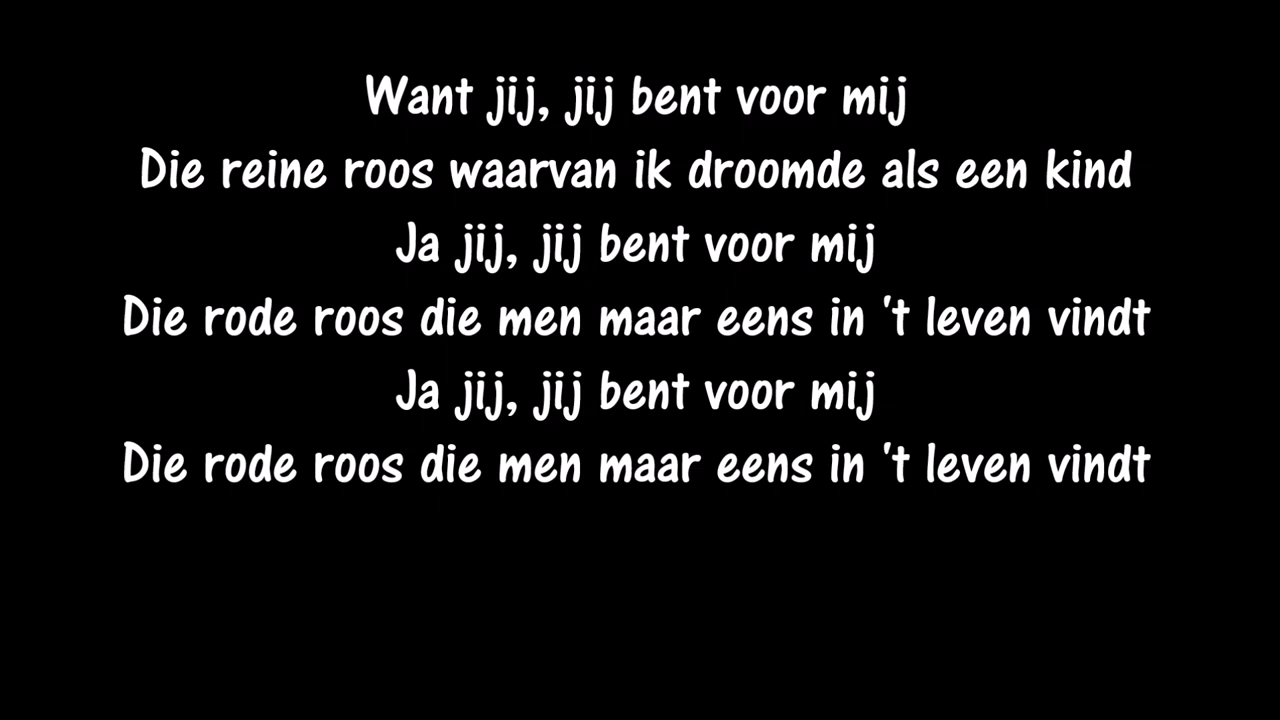 Want jij, jij bent voor mij
Die reine roos waarvan ik droomde als een kind
Ja jij, jij bent voor mij
Die rode roos die men maar eens in 't leven vindt
Ja jij, jij bent voor mij
Die rode roos die men maar eens in 't leven vindt